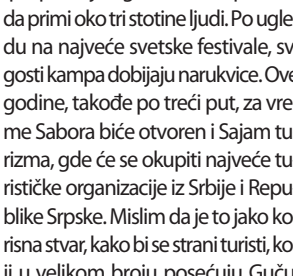 da primi oko tri stotine ljudi. Po ugle
du na najveće svetske festivale, sv
gosti kampa dobijaju narukvice. Ove
godine, takođe po treći put, za vre
me Sabora biće otvoren i Sajam tu
rizma, gde će se okupiti najveće tu
rističke organizacije iz Srbije i Repu
blike Srpske. Mislim da je to jako ko
risna stvar, kako bi se strani turisti, ko
ji u velikom broju posećuju Guču